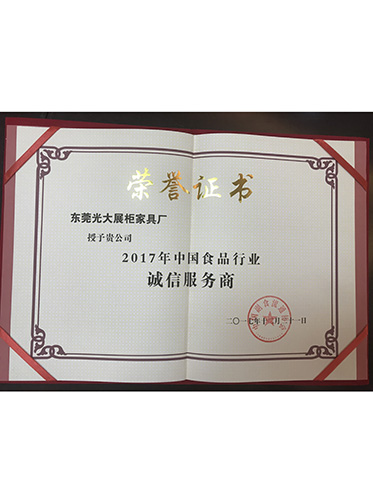 荣誉证书
东莞光大展柜家具厂
授予贵公司
2017年中国食品行业
诚信服务商